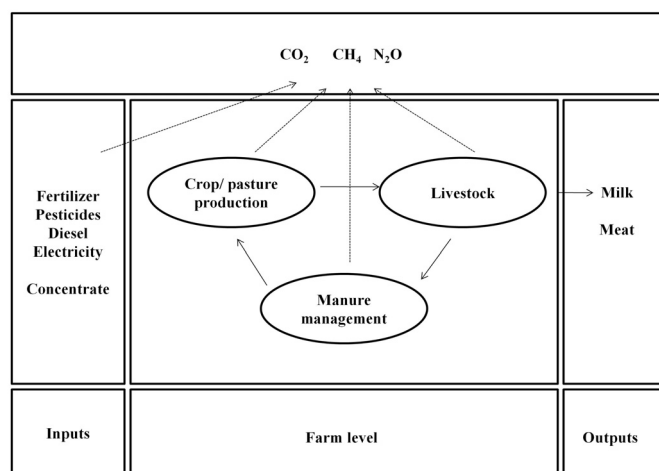 CO₂ CH₄ N₂O
Fertilizer
Pesticides
Diesel
Electricity
Concentrate
Crop/ pasture
production
Livestock
Manure
management
Milk
Meat
Inputs
Farm level
Outputs